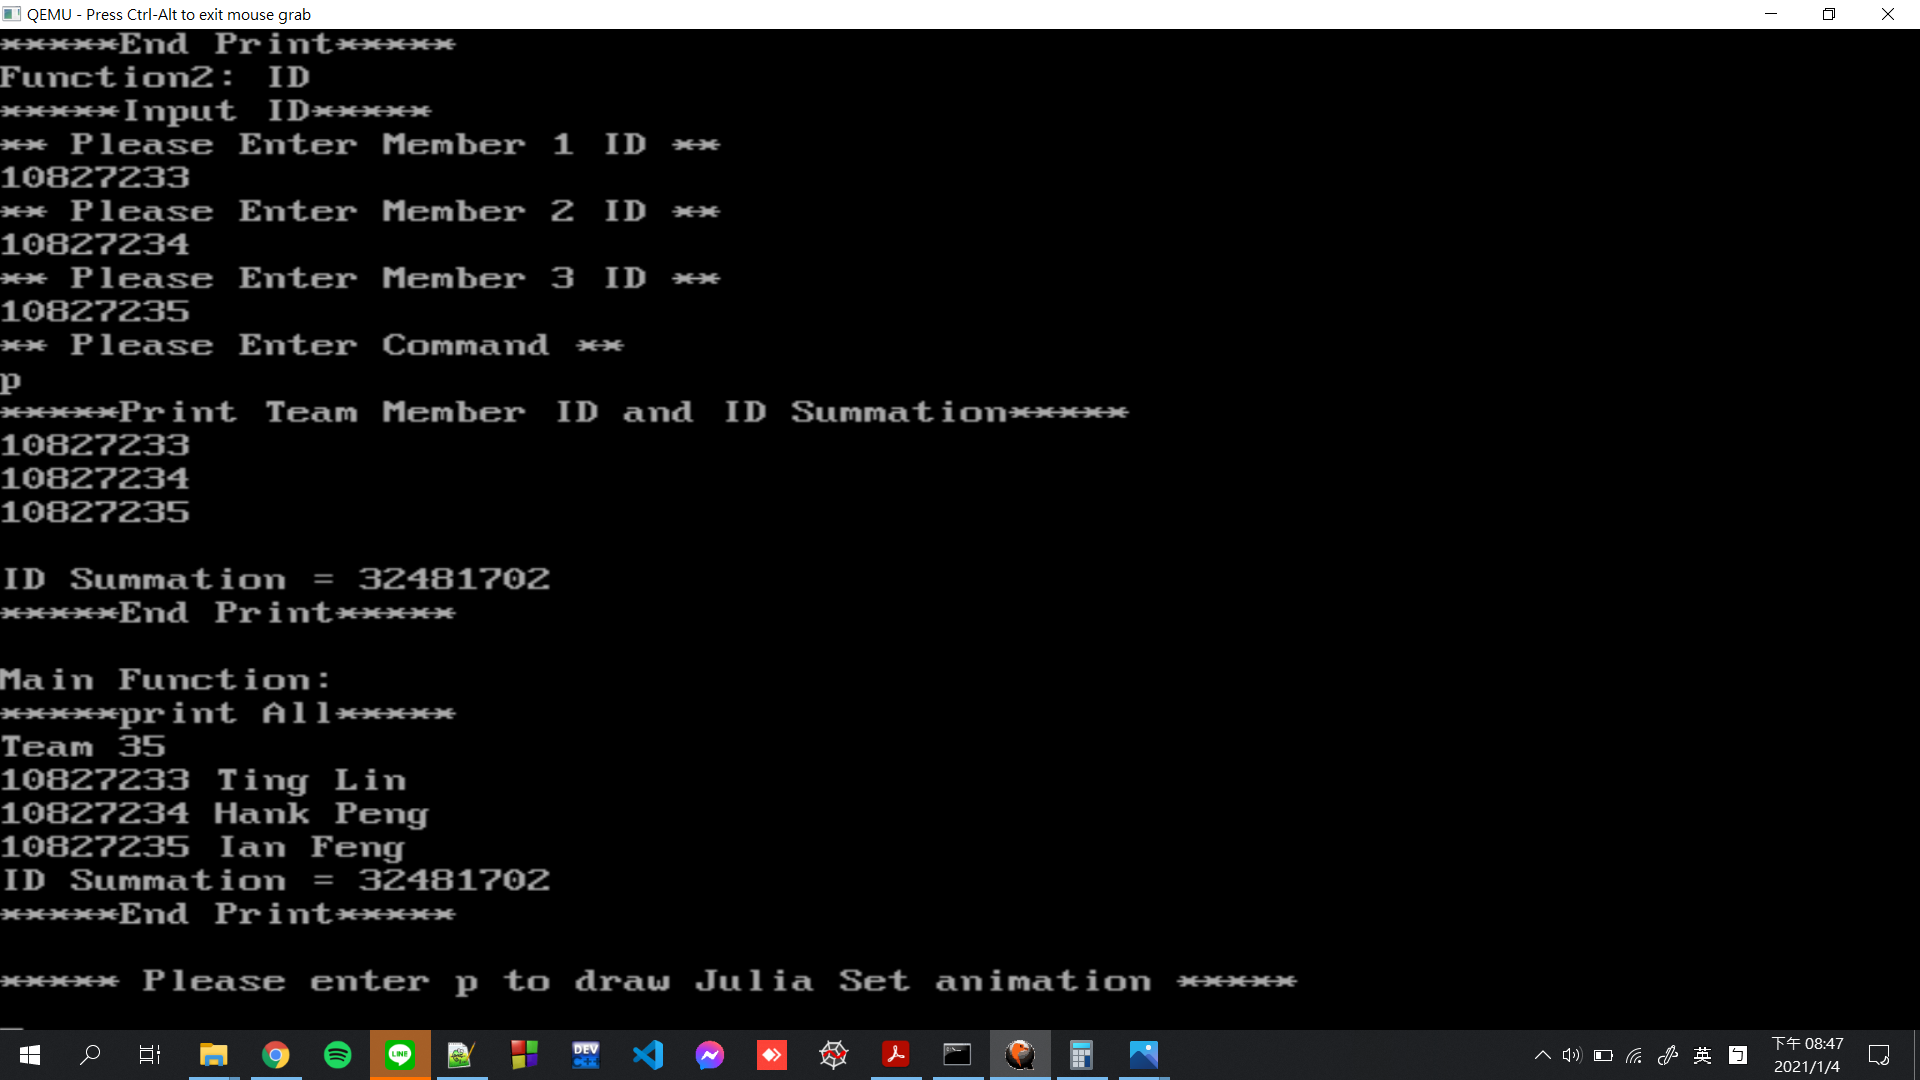 QEMU - Press Ctrl-Alt to exit mouse grab
*****End Print*****
Function2: ID
*****Input ID*****
** Please Enter Member 1 ID **
10827233
** Please Enter Member 2 ID **
10827234
** Please Enter Member 3 ID **
10827235
** Please Enter Command **
p
*****Print Team Member ID and ID Summation*****
10827233
10827234
10827235
ID Summation = 32481702
*****End Print*****
Main Function:
*****print All*****
Team 35
10827233 Ting Lin
10827234 Hank Peng
10827235 Ian Feng
ID Summation = 32481702
*****End Print*****
***** Please enter p to draw Julia Set animation *****
LINE
DEV
C++
英
下午 08:47
2021/1/4